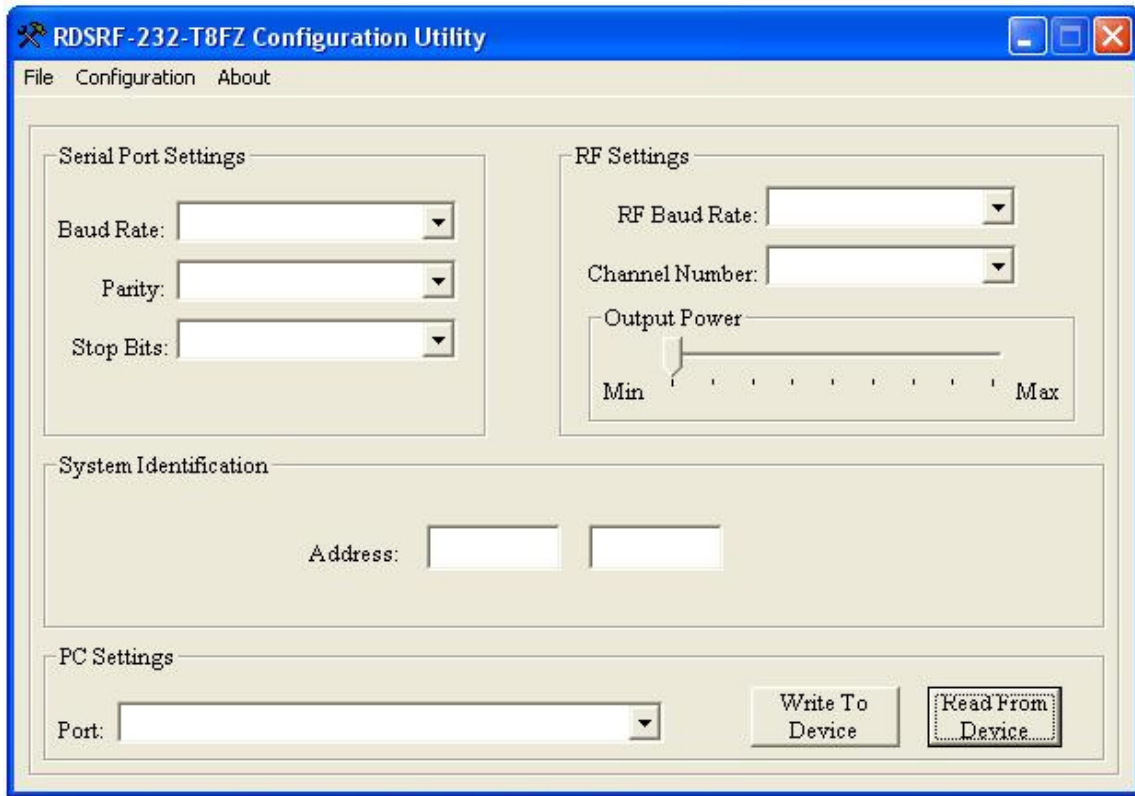 RDSRF-232-T8FZ Configuration Utility
File Configuration About
Serial Port Settings
Baud Rate:
Parity:
Stop Bits:
RF Settings
RF Baud Rate:
Channel Number:
Output Power
Min Max
System Identification
Address:
PC Settings
Port:
Write To
Device
Read From
Device